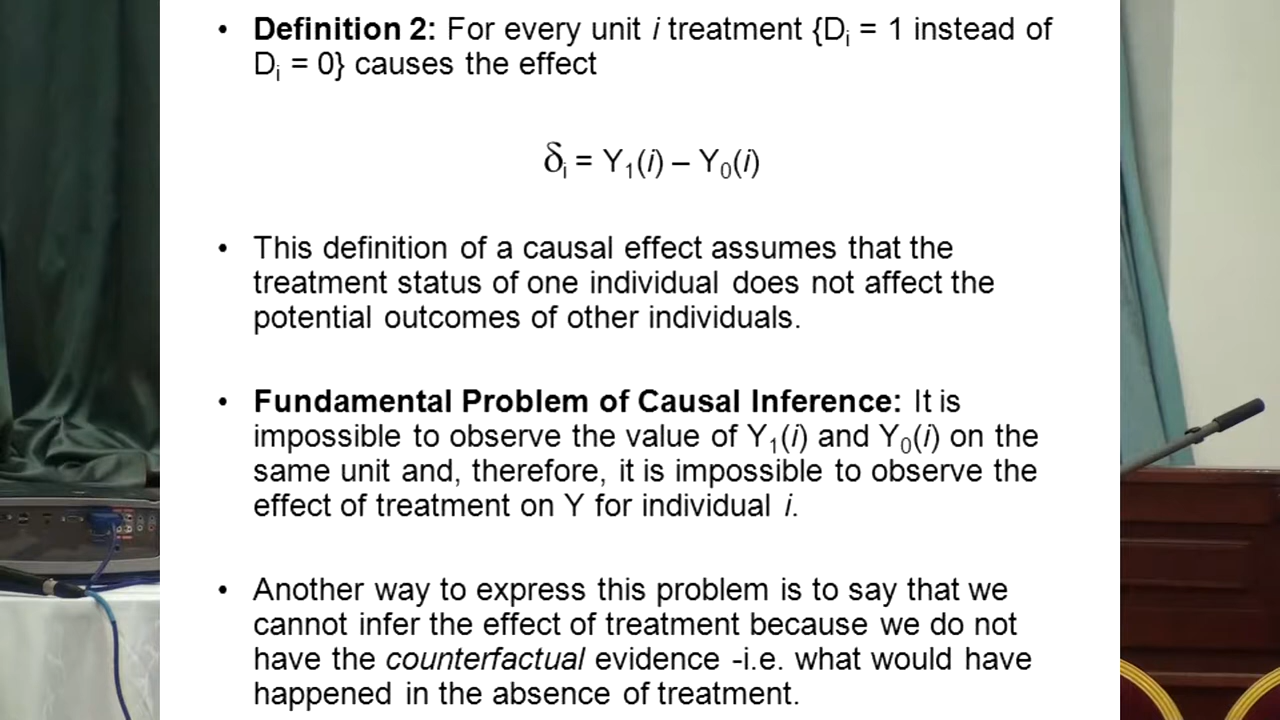 • Definition 2: For every unit i treatment {Dᵢ = 1 instead of
Dᵢ = 0} causes the effect
δᵢ = Y₁(i) – Y₀(i)
• This definition of a causal effect assumes that the
treatment status of one individual does not affect the
potential outcomes of other individuals.
• Fundamental Problem of Causal Inference: It is
impossible to observe the value of Y₁(i) and Y₀(i) on the
same unit and, therefore, it is impossible to observe the
effect of treatment on Y for individual i.
• Another way to express this problem is to say that we
cannot infer the effect of treatment because we do not
have the counterfactual evidence -i.e. what would have
happened in the absence of treatment.